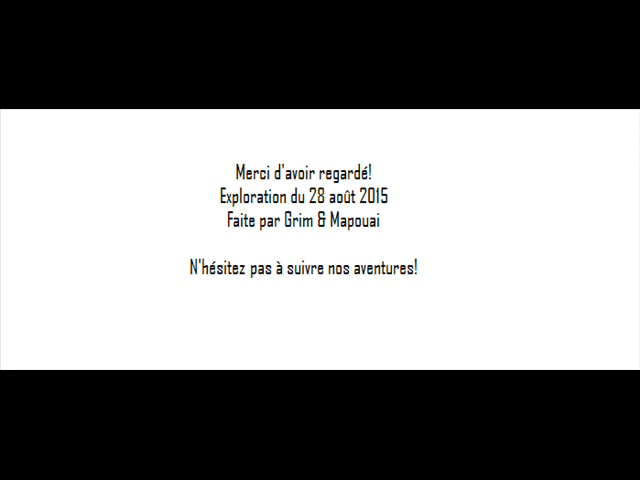 Merci d'avoir regardé!
Exploration du 28 août 2015
Faite par Grim & Mapouai
N'hésitez pas à suivre nos aventures!